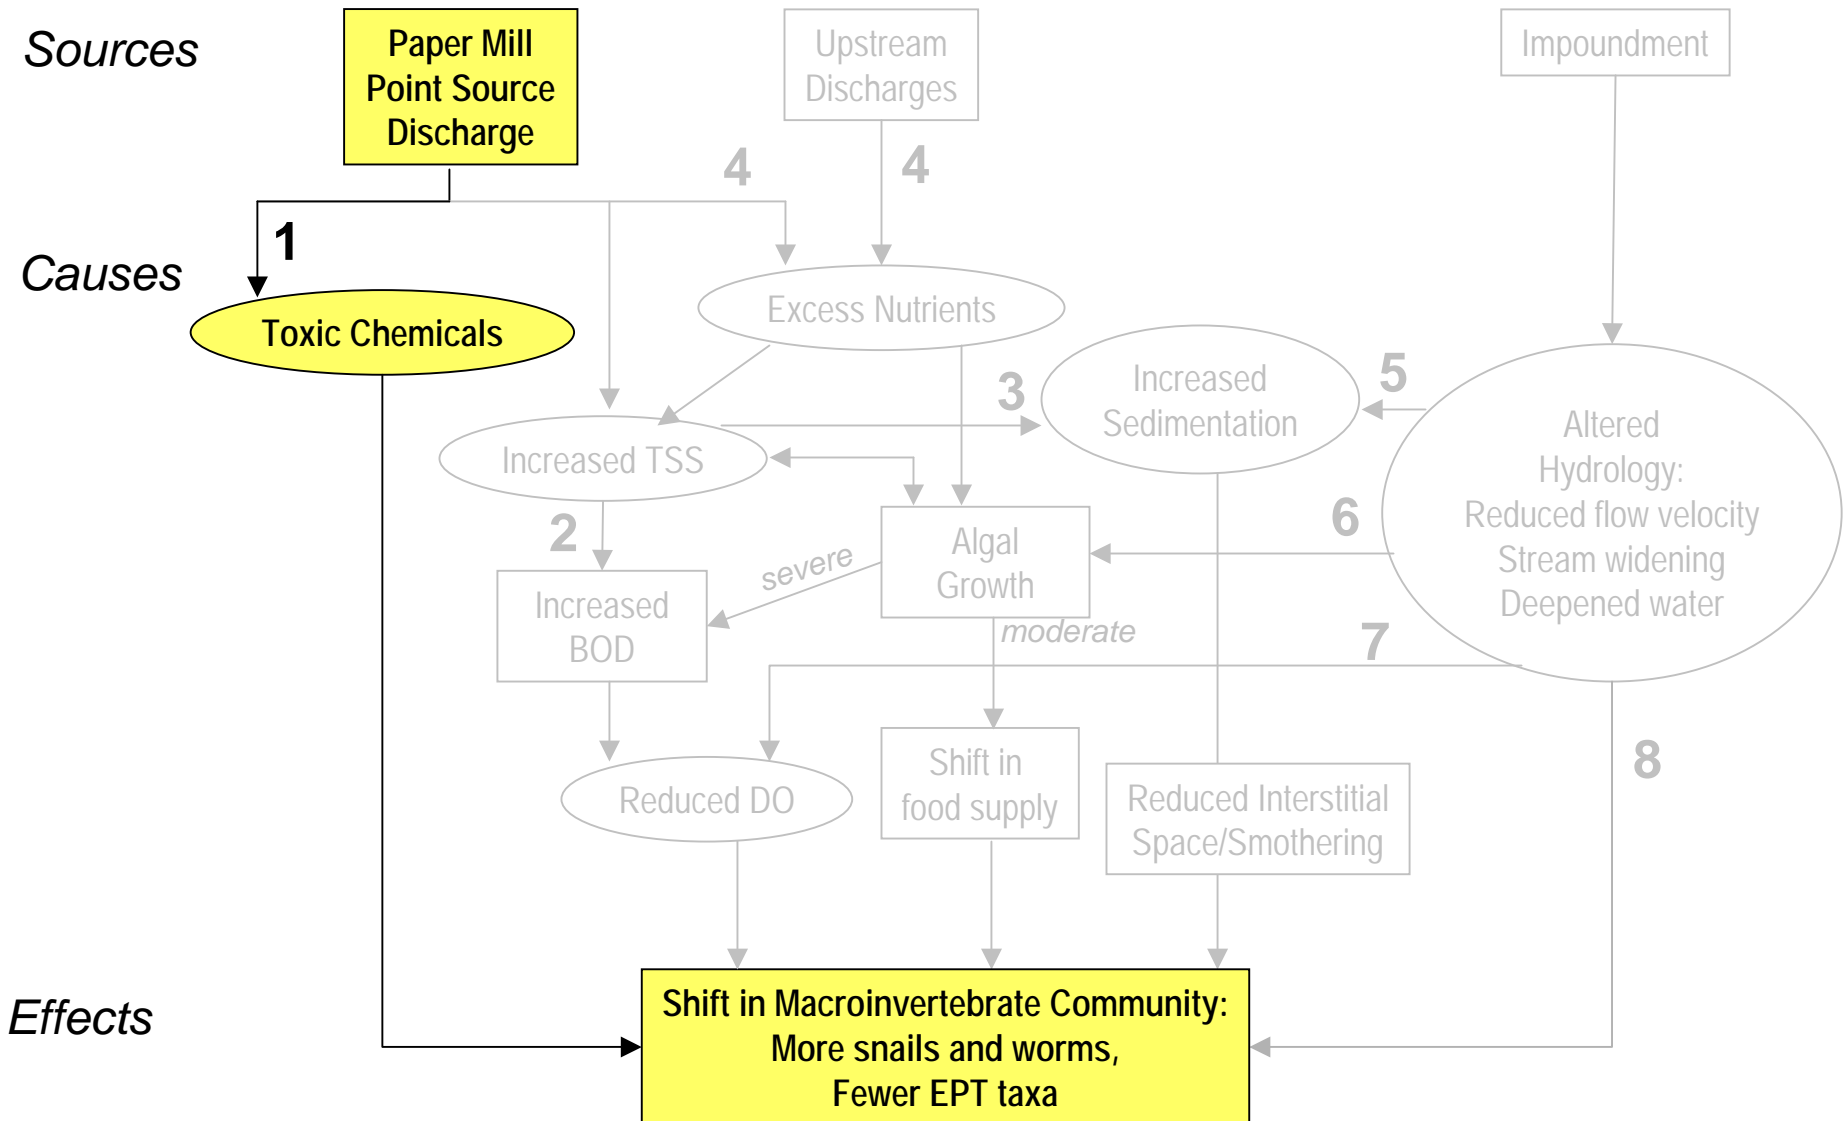 Sources
Paper Mill
Point Source
Discharge
Upstream
Discharges
Impoundment
4
4
1
Causes
Toxic Chemicals
Excess Nutrients
3
Increased
Sedimentation
5
Increased TSS
Altered
Hydrology:
Reduced flow velocity
Stream widening
Deepened water
2
severe
Algal
Growth
6
Increased
BOD
moderate
7
Reduced DO
Shift in
food supply
Reduced Interstitial
Space/Smothering
8
Effects
Shift in Macroinvertebrate Community:
More snails and worms,
Fewer EPT taxa